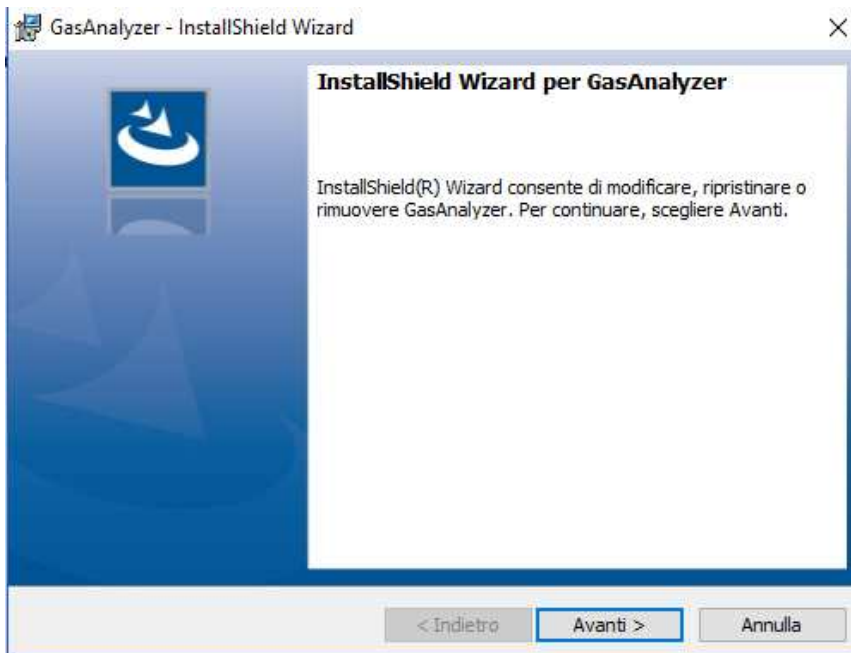 GasAnalyzer - InstallShield Wizard
InstallShield Wizard per GasAnalyzer
InstallShield(R) Wizard consente di modificare, ripristinare o
rimuovere GasAnalyzer. Per continuare, scegliere Avanti.
< Indietro
Avanti >
Annulla